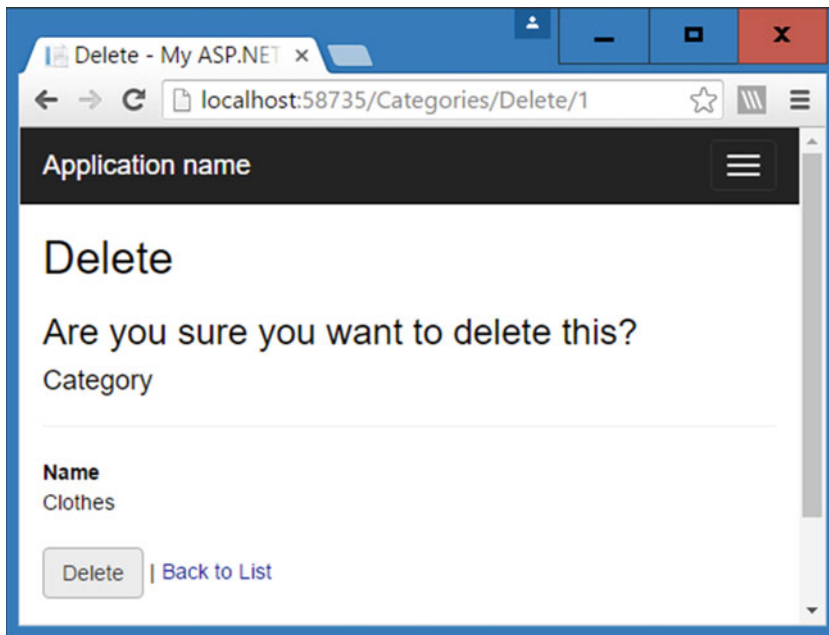 Delete - My ASP.NET
localhost:58735/Categories/Delete/1
Application name
Delete
Are you sure you want to delete this?
Category
Name
Clothes
Delete | Back to List